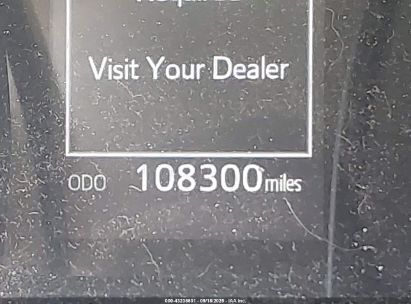 Visit Your Dealer
ODO 108300 miles